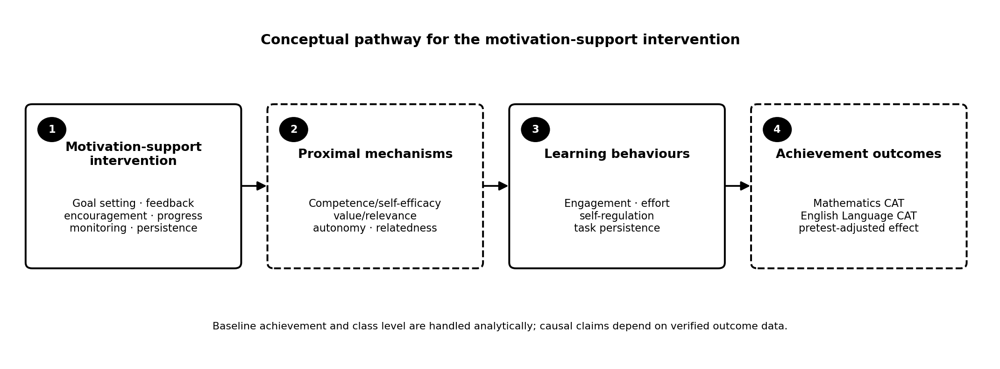 Conceptual pathway for the motivation-support intervention
1
Motivation-support
intervention
Goal setting · feedback
encouragement · progress
monitoring · persistence
2
Proximal mechanisms
Competence/self-efficacy
value/relevance
autonomy · relatedness
3
Learning behaviours
Engagement · effort
self-regulation
task persistence
4
Achievement outcomes
Mathematics CAT
English Language CAT
pretest-adjusted effect
Baseline achievement and class level are handled analytically; causal claims depend on verified outcome data.